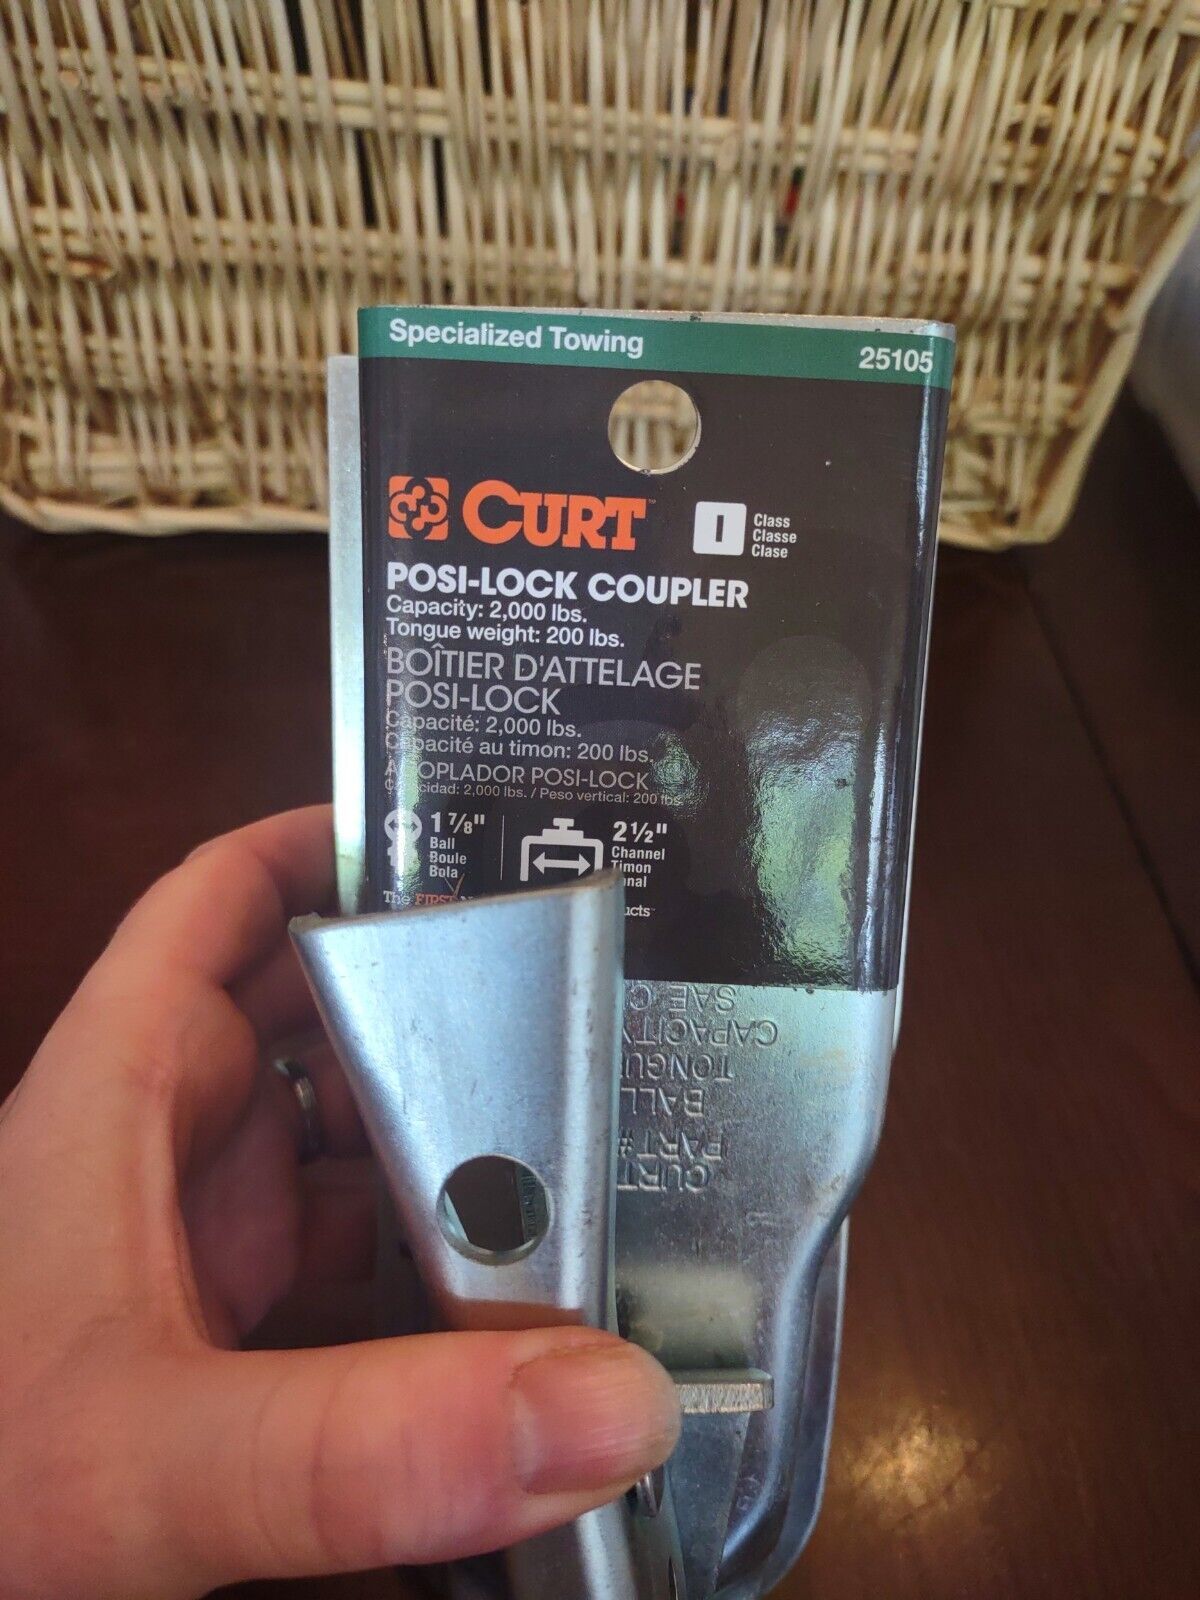 Specialized Towing
25105
CURT
I
Class
Classe
Clase
POSI-LOCK COUPLER
Capacity: 2,000 lbs.
Tongue weight: 200 lbs.
BOÎTIER D'ATTELAGE
POSI-LOCK
Capacité: 2,000 lbs.
Capacité au timon: 200 lbs.
POSI-LOCK
2,000 lbs. / Peso vertical: 200 lbs.
1 7/8"
Ball
Boule
Bola
2 1/2"
Channel
Timon
The FIRST
SAE
CAPACITY
BALL
PART #
CURT